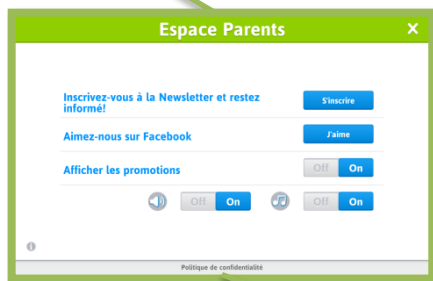 Espace Parents ×
Inscrivez-vous à la Newsletter et restez
informé!
S'inscrire
Aimez-nous sur Facebook
J'aime
Afficher les promotions
Off On
Off On
Off On
Politique de confidentialité